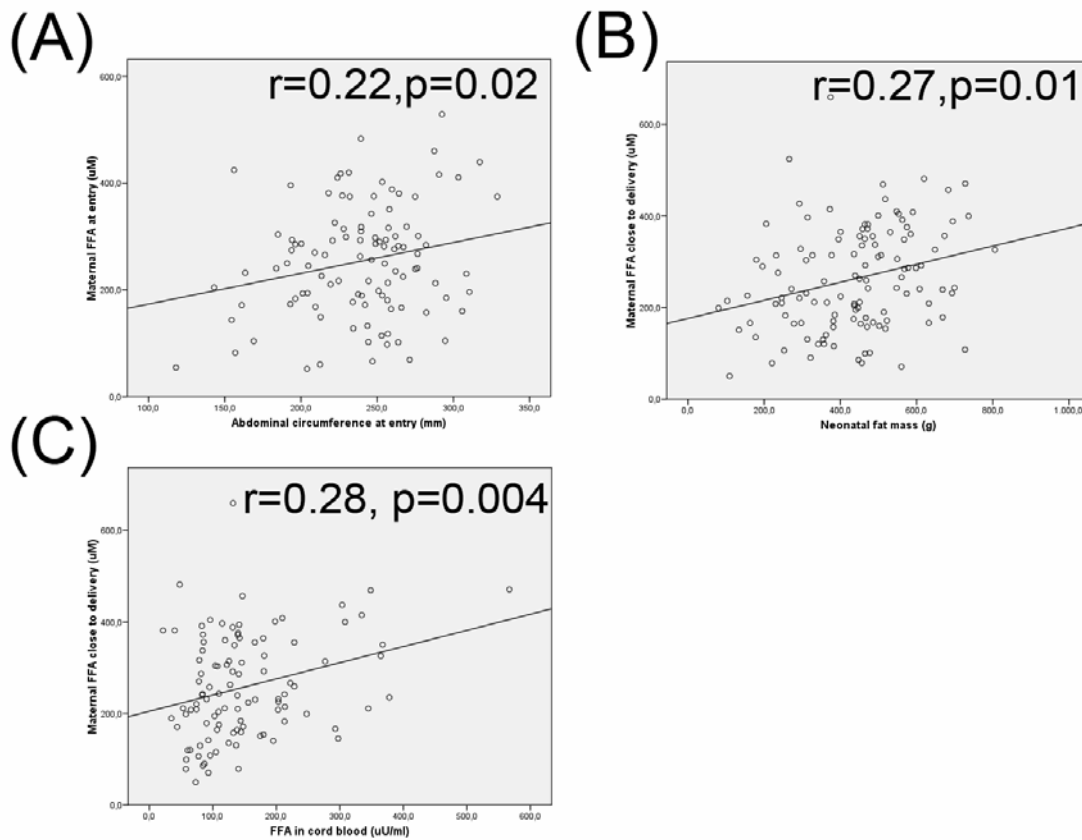 (A)
r=0.22,p=0.02
Maternal FFA at entry (uM)
600,0
400,0
200,0
0,0
100,0 150,0 200,0 250,0 300,0 350,0
Abdominal circumference at entry (mm)
(B)
r=0.27,p=0.01
Maternal FFA close to delivery (uM)
600,0
400,0
200,0
0,0
0,0 200,0 400,0 600,0 800,0 1.000,0
Neonatal fat mass (g)
(C)
r=0.28, p=0.004
Maternal FFA close to delivery (uM)
600,0
400,0
200,0
0,0
0,0 100,0 200,0 300,0 400,0 500,0 600,0
FFA in cord blood (uU/ml)